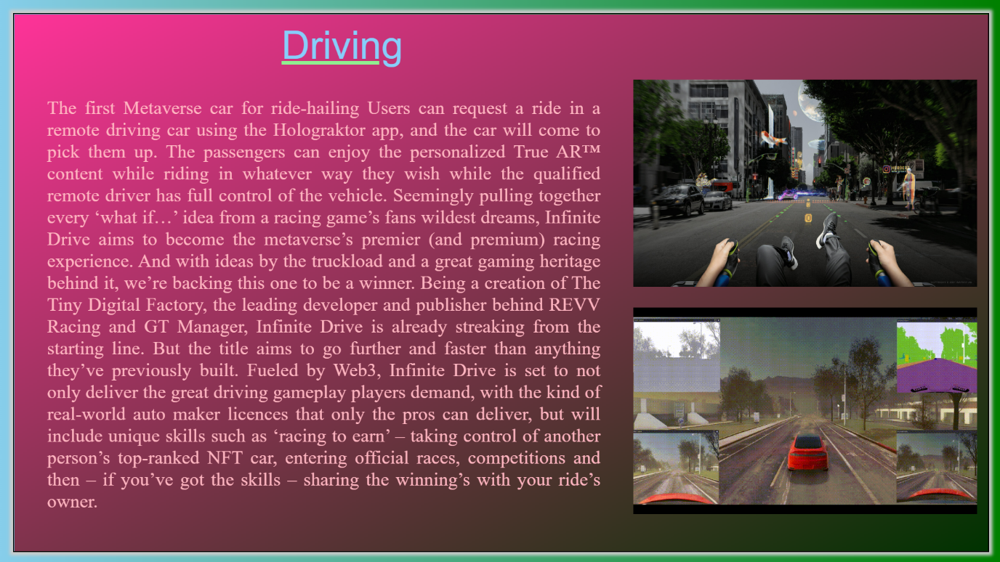 Driving
The first Metaverse car for ride-hailing Users can request a ride in a
remote driving car using the Holograktor app, and the car will come to
pick them up. The passengers can enjoy the personalized True AR™
content while riding in whatever way they wish while the qualified
remote driver has full control of the vehicle. Seemingly pulling together
every ‘what if…’ idea from a racing game’s fans wildest dreams, Infinite
Drive aims to become the metaverse’s premier (and premium) racing
experience. And with ideas by the truckload and a great gaming heritage
behind it, we’re backing this one to be a winner. Being a creation of The
Tiny Digital Factory, the leading developer and publisher behind REVV
Racing and GT Manager, Infinite Drive is already streaking from the
starting line. But the title aims to go further and faster than anything
they’ve previously built. Fueled by Web3, Infinite Drive is set to not
only deliver the great driving gameplay players demand, with the kind of
real-world auto maker licences that only the pros can deliver, but will
include unique skills such as ‘racing to earn’ – taking control of another
person’s top-ranked NFT car, entering official races, competitions and
then – if you’ve got the skills – sharing the winning’s with your ride’s
owner.